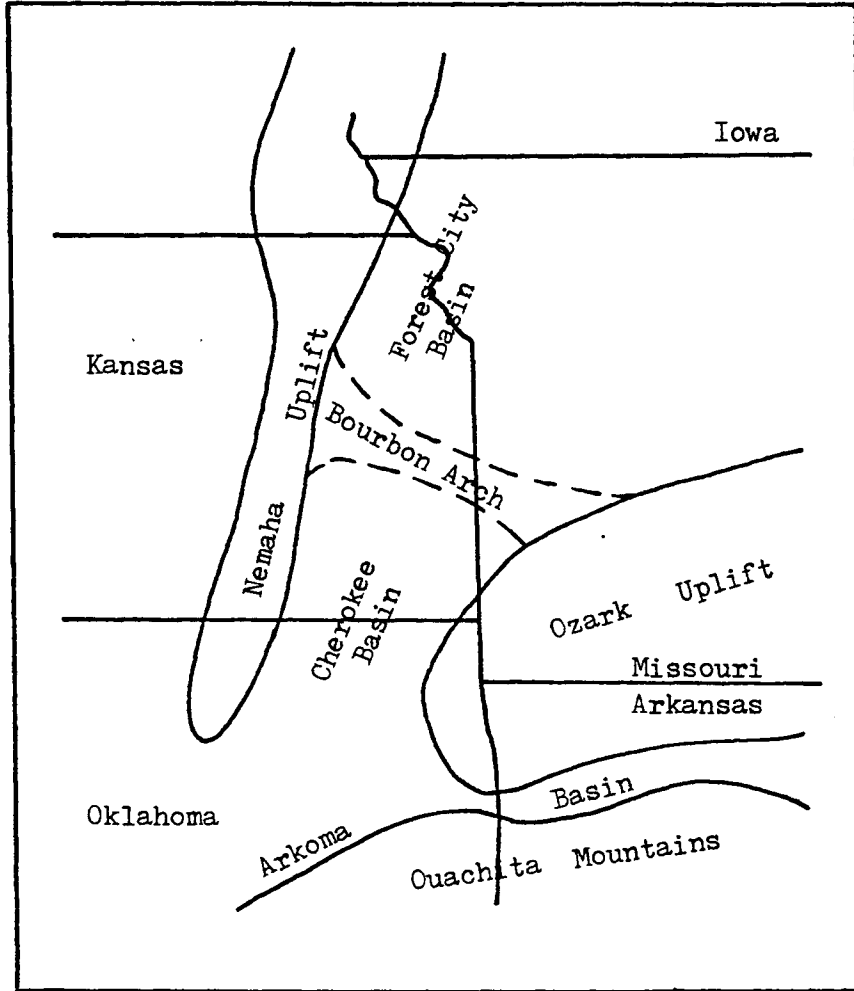 Iowa
Forest City
Basin
Kansas
Nemaha Uplift
Bourbon Arch
Cherokee
Basin
Ozark Uplift
Missouri
Arkansas
Oklahoma
Arkoma Basin
Ouachita Mountains